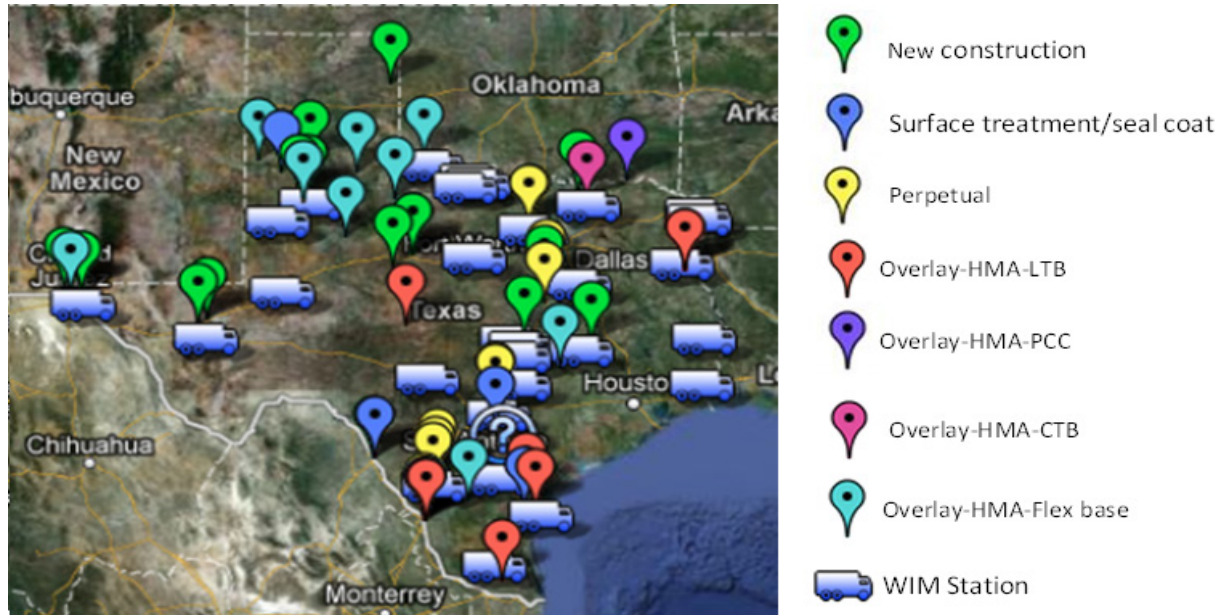 New construction
Oklahoma
buquerque
Arka
Surface treatment/seal coat
New
Mexico
Perpetual
Dallas
Overlay-HMA-LTB
Texas
Overlay-HMA-PCC
Housto
Overlay-HMA-CTB
Chihuahua
Overlay-HMA-Flex base
WIM Station
Monterrey